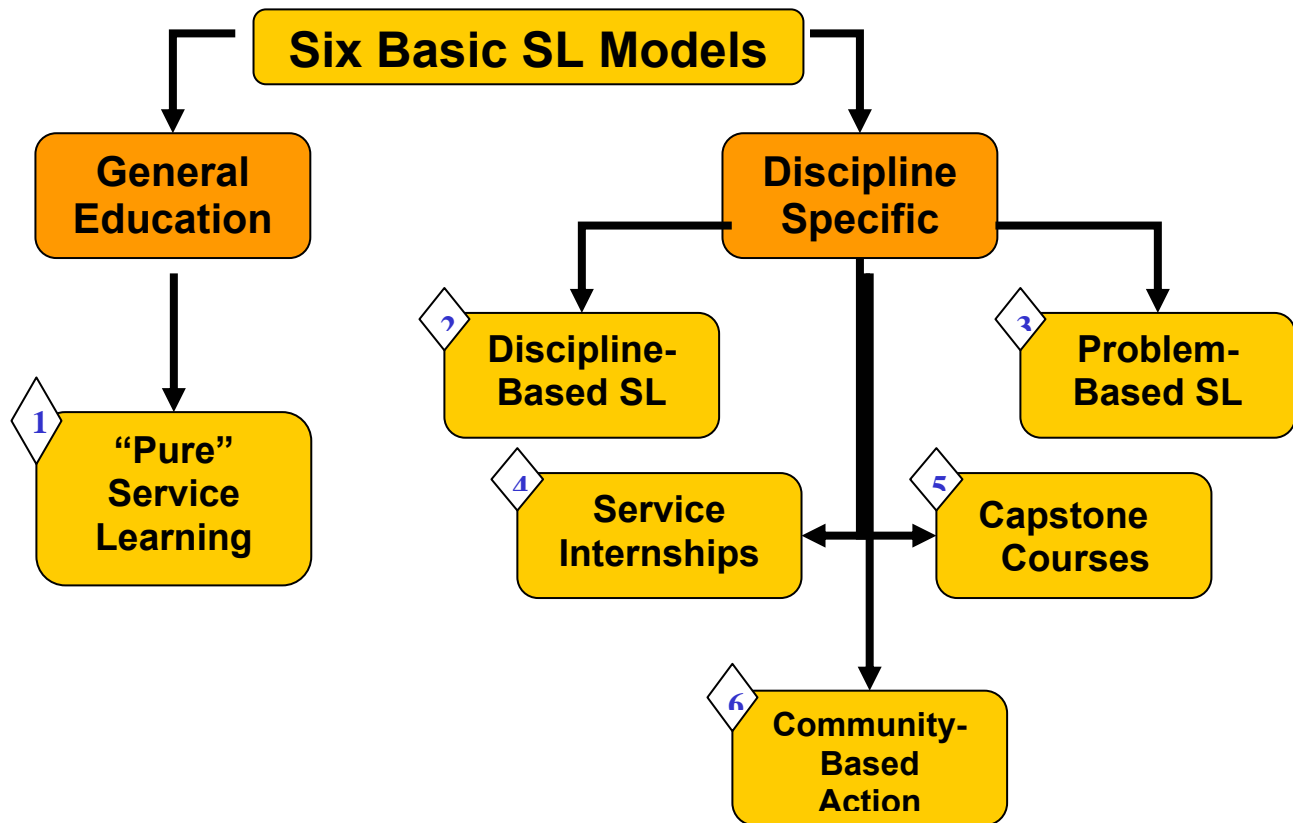 Six Basic SL Models
General
Education
Discipline
Specific
1
“Pure”
Service
Learning
2
Discipline-
Based SL
3
Problem-
Based SL
4
Service
Internships
5
Capstone
Courses
6
Community-
Based
Action